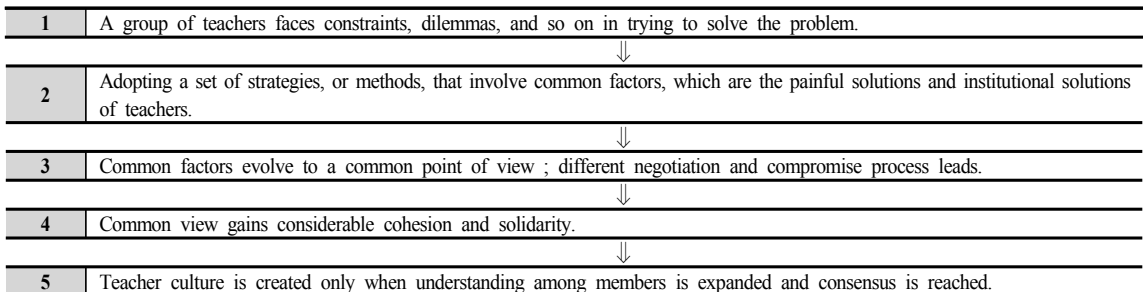 1 A group of teachers faces constraints, dilemmas, and so on in trying to solve the problem.
⇓
2 Adopting a set of strategies, or methods, that involve common factors, which are the painful solutions and institutional solutions
of teachers.
⇓
3 Common factors evolve to a common point of view ; different negotiation and compromise process leads.
⇓
4 Common view gains considerable cohesion and solidarity.
⇓
5 Teacher culture is created only when understanding among members is expanded and consensus is reached.